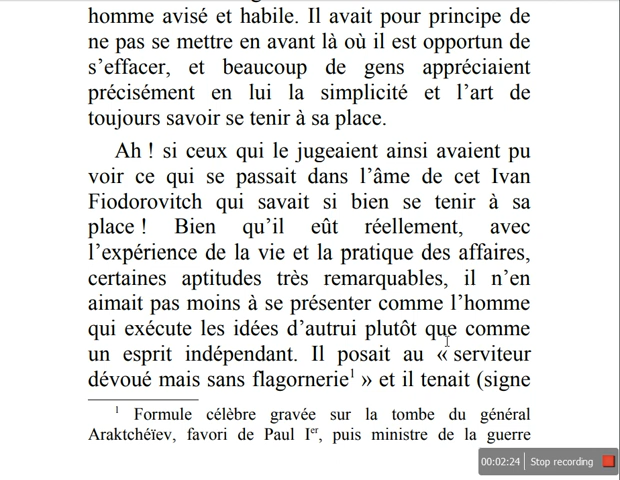 homme avisé et habile. Il avait pour principe de
ne pas se mettre en avant là où il est opportun de
s’effacer, et beaucoup de gens appréciaient
précisément en lui la simplicité et l’art de
toujours savoir se tenir à sa place.
Ah ! si ceux qui le jugeaient ainsi avaient pu
voir ce qui se passait dans l’âme de cet Ivan
Fiodorovitch qui savait si bien se tenir à sa
place ! Bien qu’il eût réellement, avec
l’expérience de la vie et la pratique des affaires,
certaines aptitudes très remarquables, il n’en
aimait pas moins à se présenter comme l’homme
qui exécute les idées d’autrui plutôt que comme
un esprit indépendant. Il posait au « serviteur
dévoué mais sans flagornerie¹ » et il tenait (signe
¹ Formule célèbre gravée sur la tombe du général
Araktchéïev, favori de Paul Iᵉʳ, puis ministre de la guerre
00:02:24 Stop recording